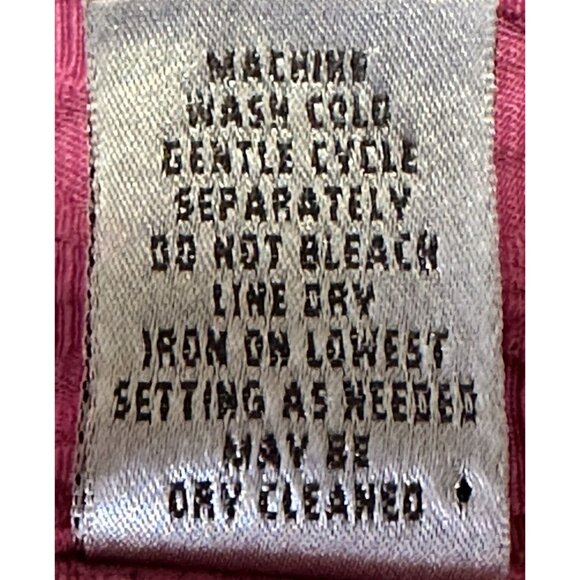 MACHINE
WASH COLD
GENTLE CYCLE
SEPARATELY
DO NOT BLEACH
LINE DRY
IRON ON LOWEST
SETTING AS NEEDED
MAY BE
DRY CLEANED